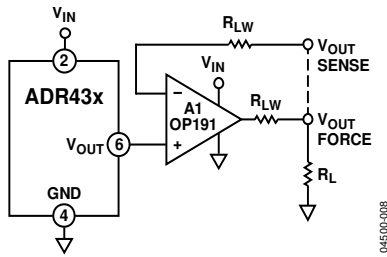 VIN
2
ADR43x
VOUT
6
GND
4
VIN
A1
OP191
−
+
RLW
RLW
VOUT
SENSE
VOUT
FORCE
RL
04500-008